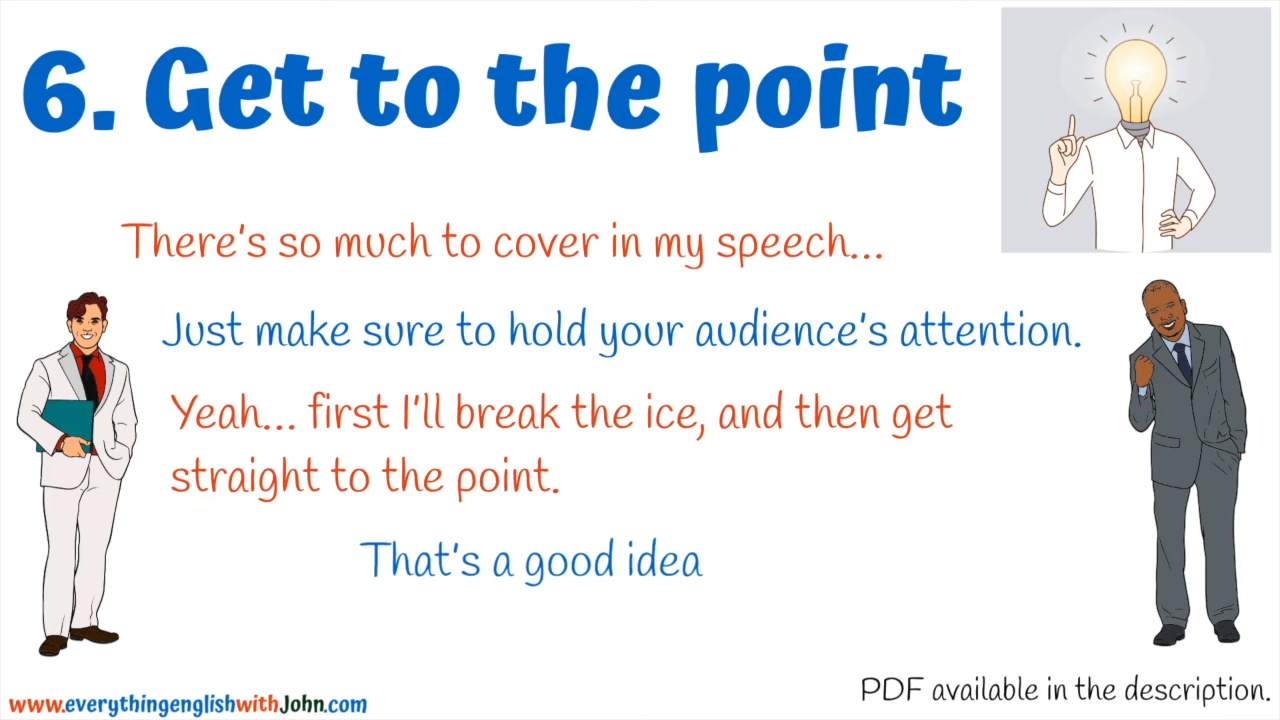 6. Get to the point
There's so much to cover in my speech...
Just make sure to hold your audience's attention.
Yeah... first I'll break the ice, and then get
straight to the point.
That's a good idea
www.everythingenglishwithJohn.com
PDF available in the description.